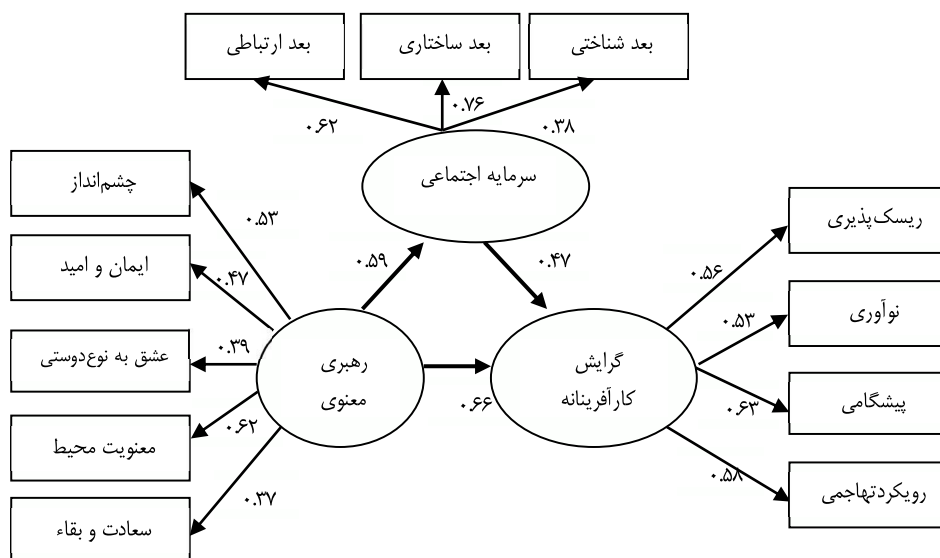 بعد شناختی
بعد ساختاری
بعد ارتباطی
۰.۳۸
۰.۷۶
۰.۶۲
سرمایه اجتماعی
چشم‌انداز
ایمان و امید
عشق به نوع‌دوستی
معنویت محیط
سعادت و بقاء
۰.۵۳
۰.۴۷
۰.۳۹
۰.۶۲
۰.۳۷
رهبری
معنوی
۰.۵۹
۰.۴۷
۰.۶۶
گرایش
کارآفرینانه
۰.۵۶
۰.۵۳
۰.۶۳
۰.۵۸
ریسک‌پذیری
نوآوری
پیشگامی
رویکردتهاجمی